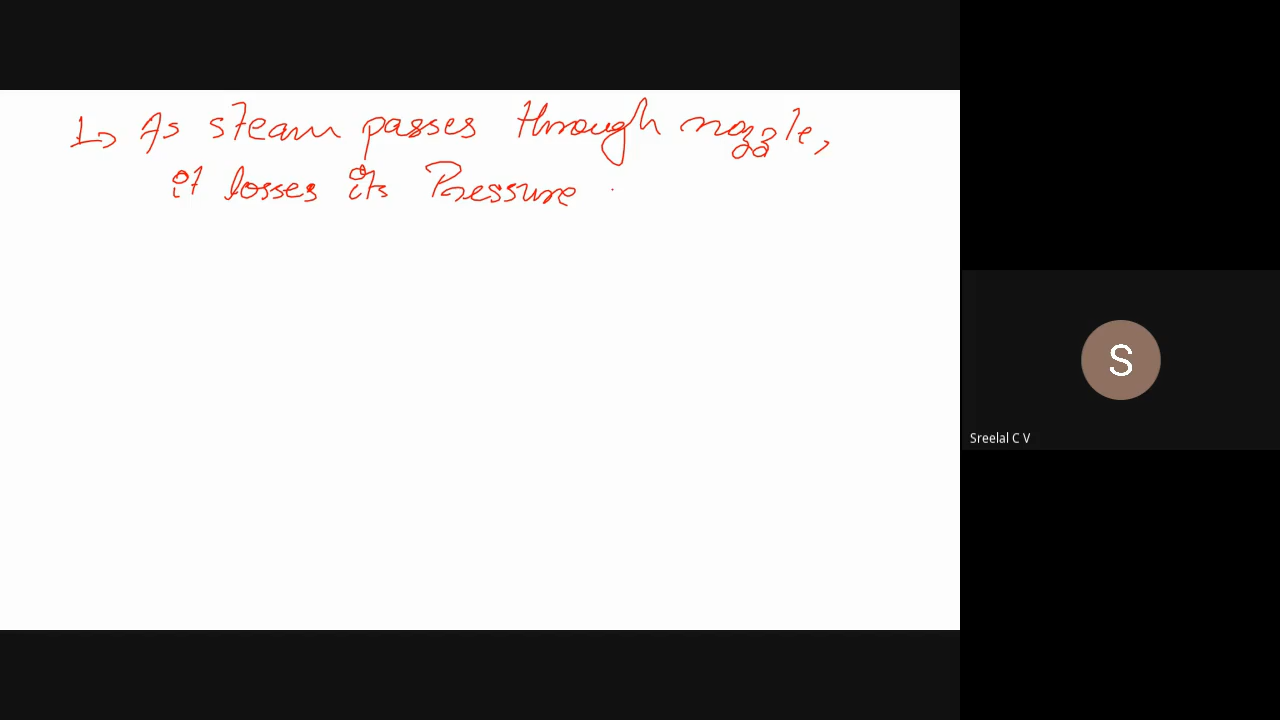 ↳ As steam passes through nozzle,
it losses its Pressure
S
Sreelal C V